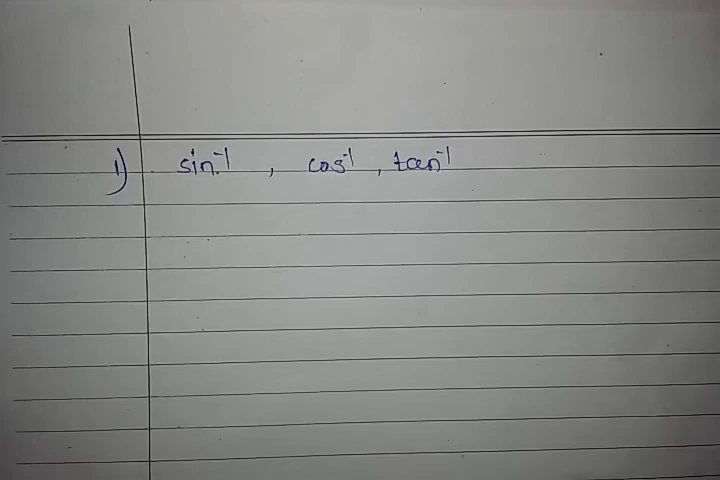 1) sin⁻¹ , cos⁻¹ , tan⁻¹